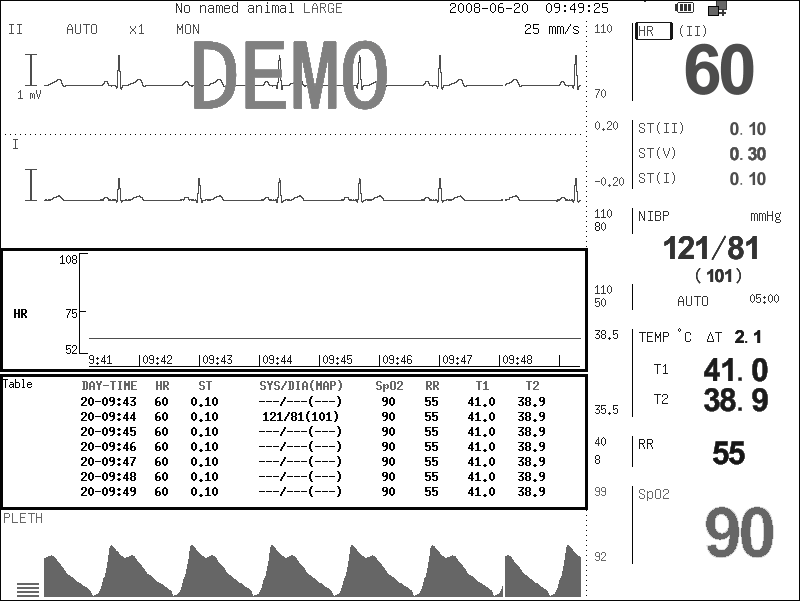 No named animal LARGE 2008-06-20 09:49:25
II AUTO x1 MON 25 mm/s
DEMO
1 mV
I
110
70
0.20
-0.20
110
80
110
50
38.5
35.5
40
8
99
92
HR (II)
60
ST(II) 0.10
ST(V) 0.30
ST(I) 0.10
NIBP mmHg
121/81
(101)
AUTO 05:00
TEMP °C ΔT 2.1
T1 41.0
T2 38.9
RR
55
SpO2
90
108
HR 75
52
9:41 09:42 09:43 09:44 09:45 09:46 09:47 09:48
Table DAY-TIME HR ST SYS/DIA(MAP) SpO2 RR T1 T2
20-09:43 60 0.10 ---/---(---) 90 55 41.0 38.9
20-09:44 60 0.10 121/81(101) 90 55 41.0 38.9
20-09:45 60 0.10 ---/---(---) 90 55 41.0 38.9
20-09:46 60 0.10 ---/---(---) 90 55 41.0 38.9
20-09:47 60 0.10 ---/---(---) 90 55 41.0 38.9
20-09:48 60 0.10 ---/---(---) 90 55 41.0 38.9
20-09:49 60 0.10 ---/---(---) 90 55 41.0 38.9
PLETH